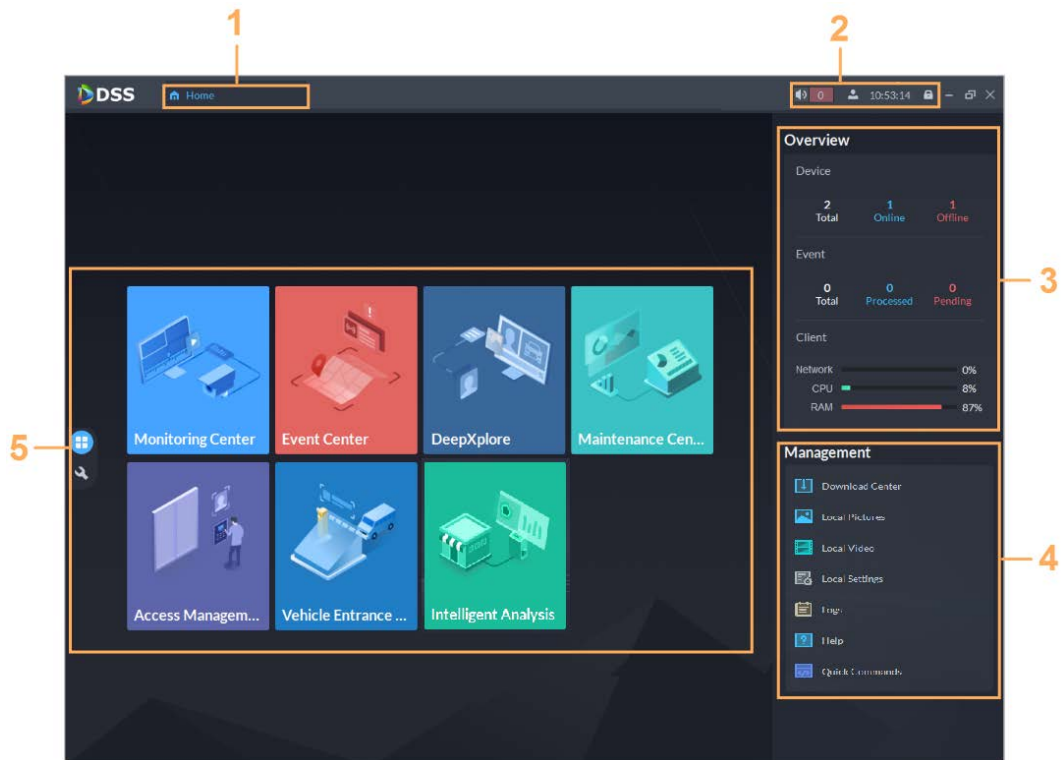 1
2
DSS
Home
0
10:53:14
Overview
Device
2
1
1
Total
Online
Offline
Event
0
0
0
Total
Processed
Pending
3
Client
Network
0%
CPU
8%
RAM
87%
Monitoring Center
Event Center
DeepXplore
Maintenance Cen...
5
Access Managem...
Vehicle Entrance ...
Intelligent Analysis
Management
Download Center
Local Pictures
Local Video
4
Local Settings
Logs
Help
Quick Commands